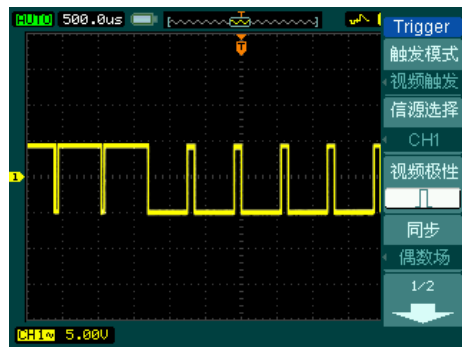 AUTO 500.0us
T
Trigger
触发模式
视频触发
信源选择
CH1
视频极性
同步
偶数场
1/2
1
CH1~ 5.00V